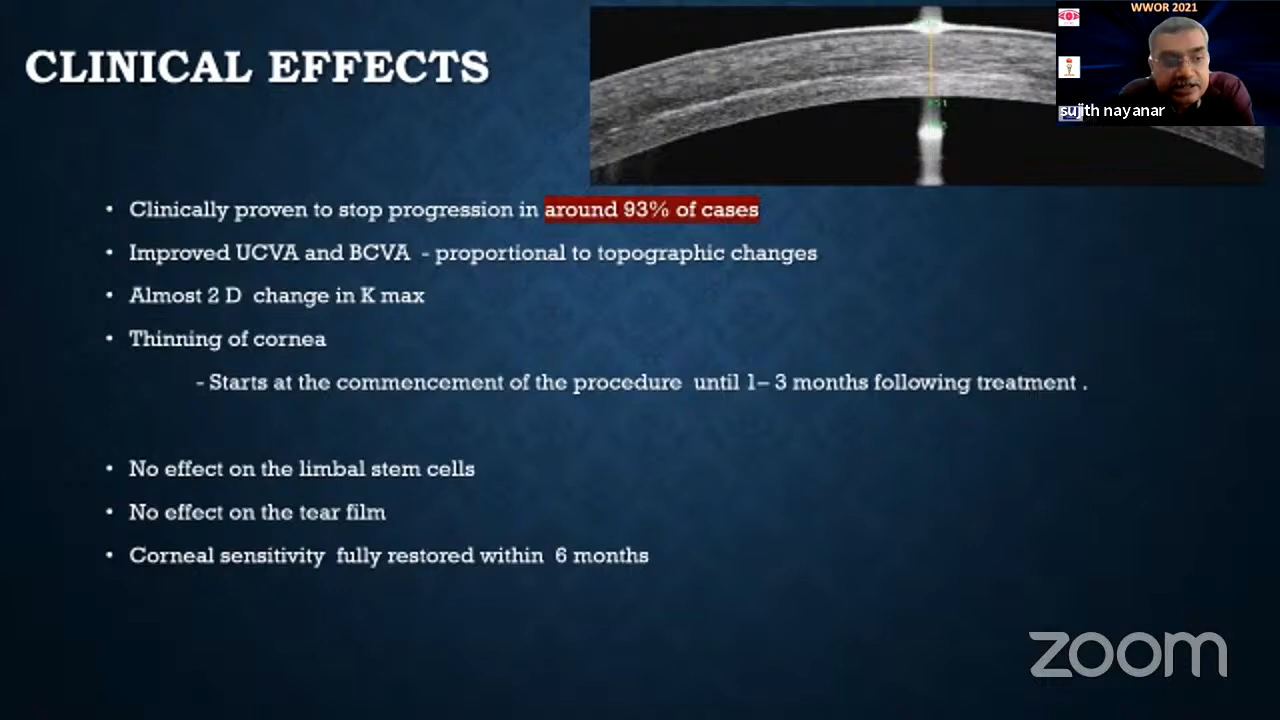 WWOR 2021
sujith nayanar
CLINICAL EFFECTS
• Clinically proven to stop progression in around 93% of cases
• Improved UCVA and BCVA - proportional to topographic changes
• Almost 2 D change in K max
• Thinning of cornea
- Starts at the commencement of the procedure until 1– 3 months following treatment .
• No effect on the limbal stem cells
• No effect on the tear film
• Corneal sensitivity fully restored within 6 months
zoom